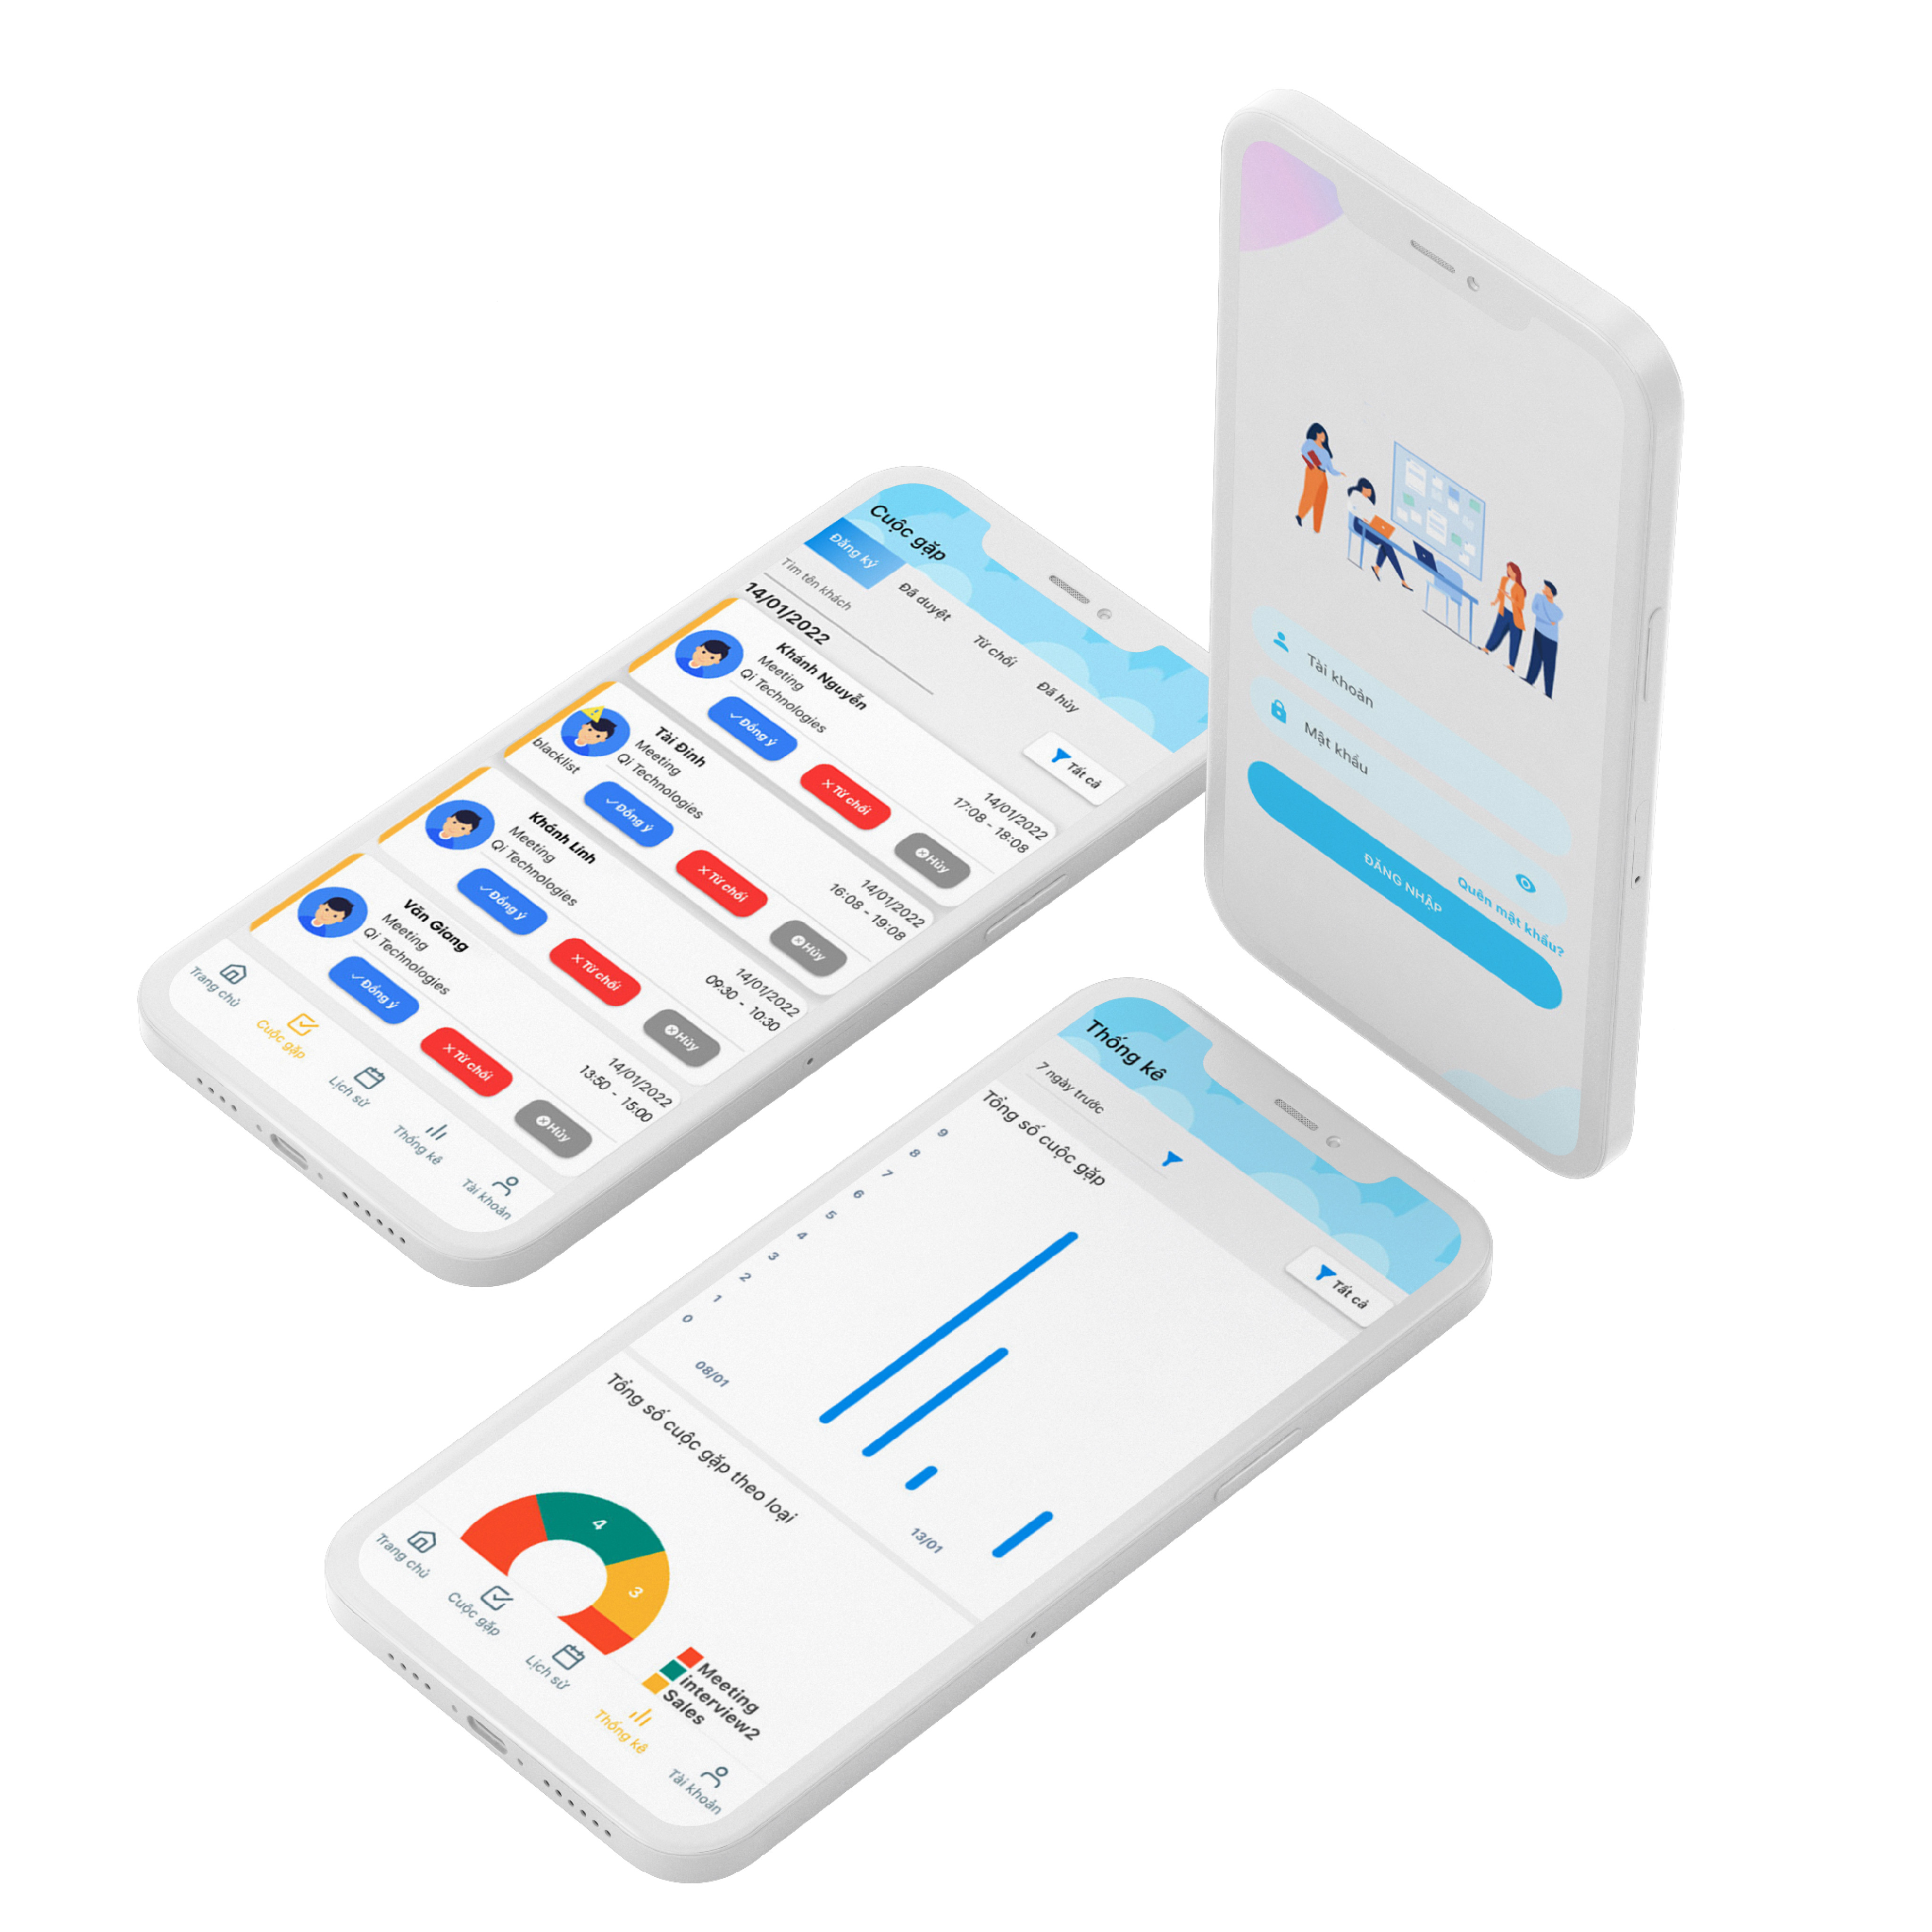 Cuộc gặp
Đăng ký
Đã duyệt
Từ chối
Đã hủy
Tìm tên khách
Tất cả
14/01/2022
Khánh Nguyễn
Meeting
Qi Technologies
14/01/2022
17:08 - 18:08
Đồng ý
Từ chối
Hủy
blacklist
Tài Đinh
Meeting
Qi Technologies
14/01/2022
16:08 - 19:08
Đồng ý
Từ chối
Hủy
Khánh Linh
Meeting
Qi Technologies
14/01/2022
09:30 - 10:30
Đồng ý
Từ chối
Hủy
Văn Giang
Meeting
Qi Technologies
14/01/2022
13:50 - 15:00
Đồng ý
Từ chối
Hủy
Trang chủ
Cuộc gặp
Lịch sử
Thống kê
Tài khoản
Tài khoản
Mật khẩu
Quên mật khẩu?
ĐĂNG NHẬP
Thống kê
7 ngày trước
Tất cả
Tổng số cuộc gặp
9
8
7
6
5
4
3
2
1
0
08/01
13/01
Tổng số cuộc gặp theo loại
4
3
Meeting
interview2
Sales
Trang chủ
Cuộc gặp
Lịch sử
Thống kê
Tài khoản